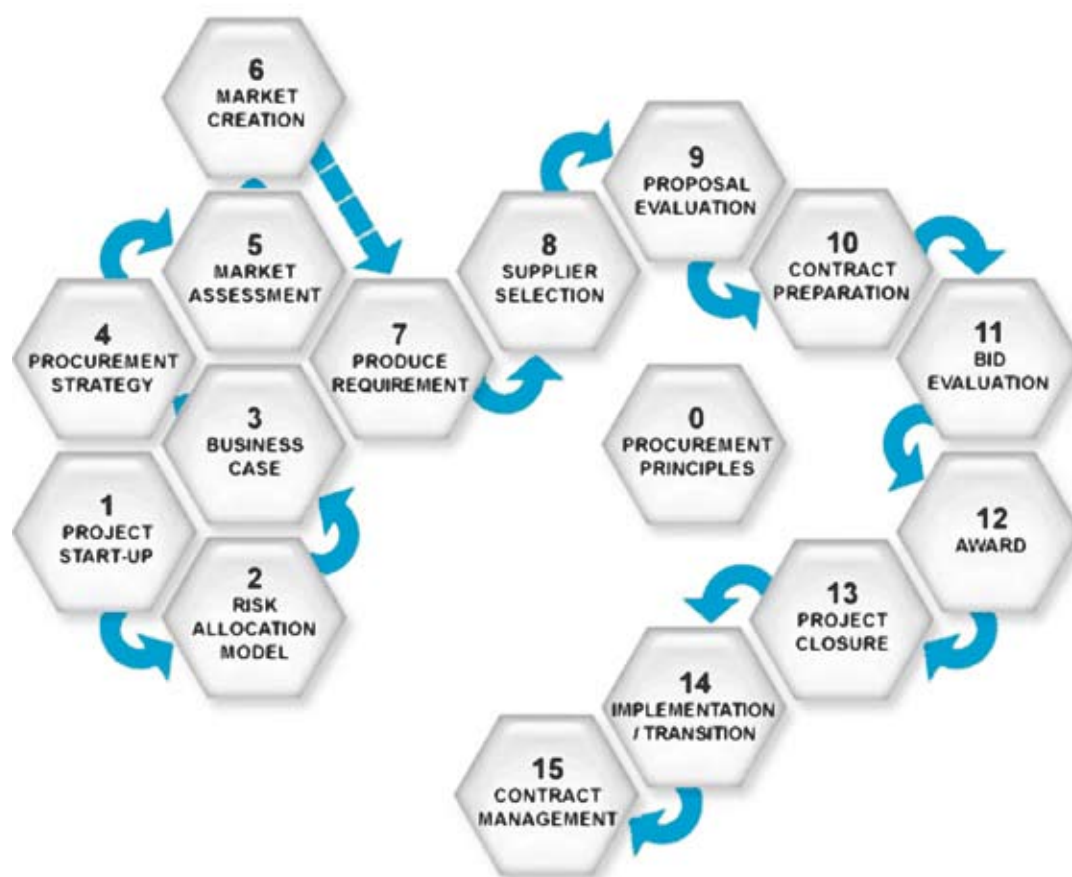 6
MARKET
CREATION
5
MARKET
ASSESSMENT
4
PROCUREMENT
STRATEGY
3
BUSINESS
CASE
1
PROJECT
START-UP
2
RISK
ALLOCATION
MODEL
7
PRODUCE
REQUIREMENT
8
SUPPLIER
SELECTION
9
PROPOSAL
EVALUATION
10
CONTRACT
PREPARATION
11
BID
EVALUATION
0
PROCUREMENT
PRINCIPLES
12
AWARD
13
PROJECT
CLOSURE
14
IMPLEMENTATION
/ TRANSITION
15
CONTRACT
MANAGEMENT